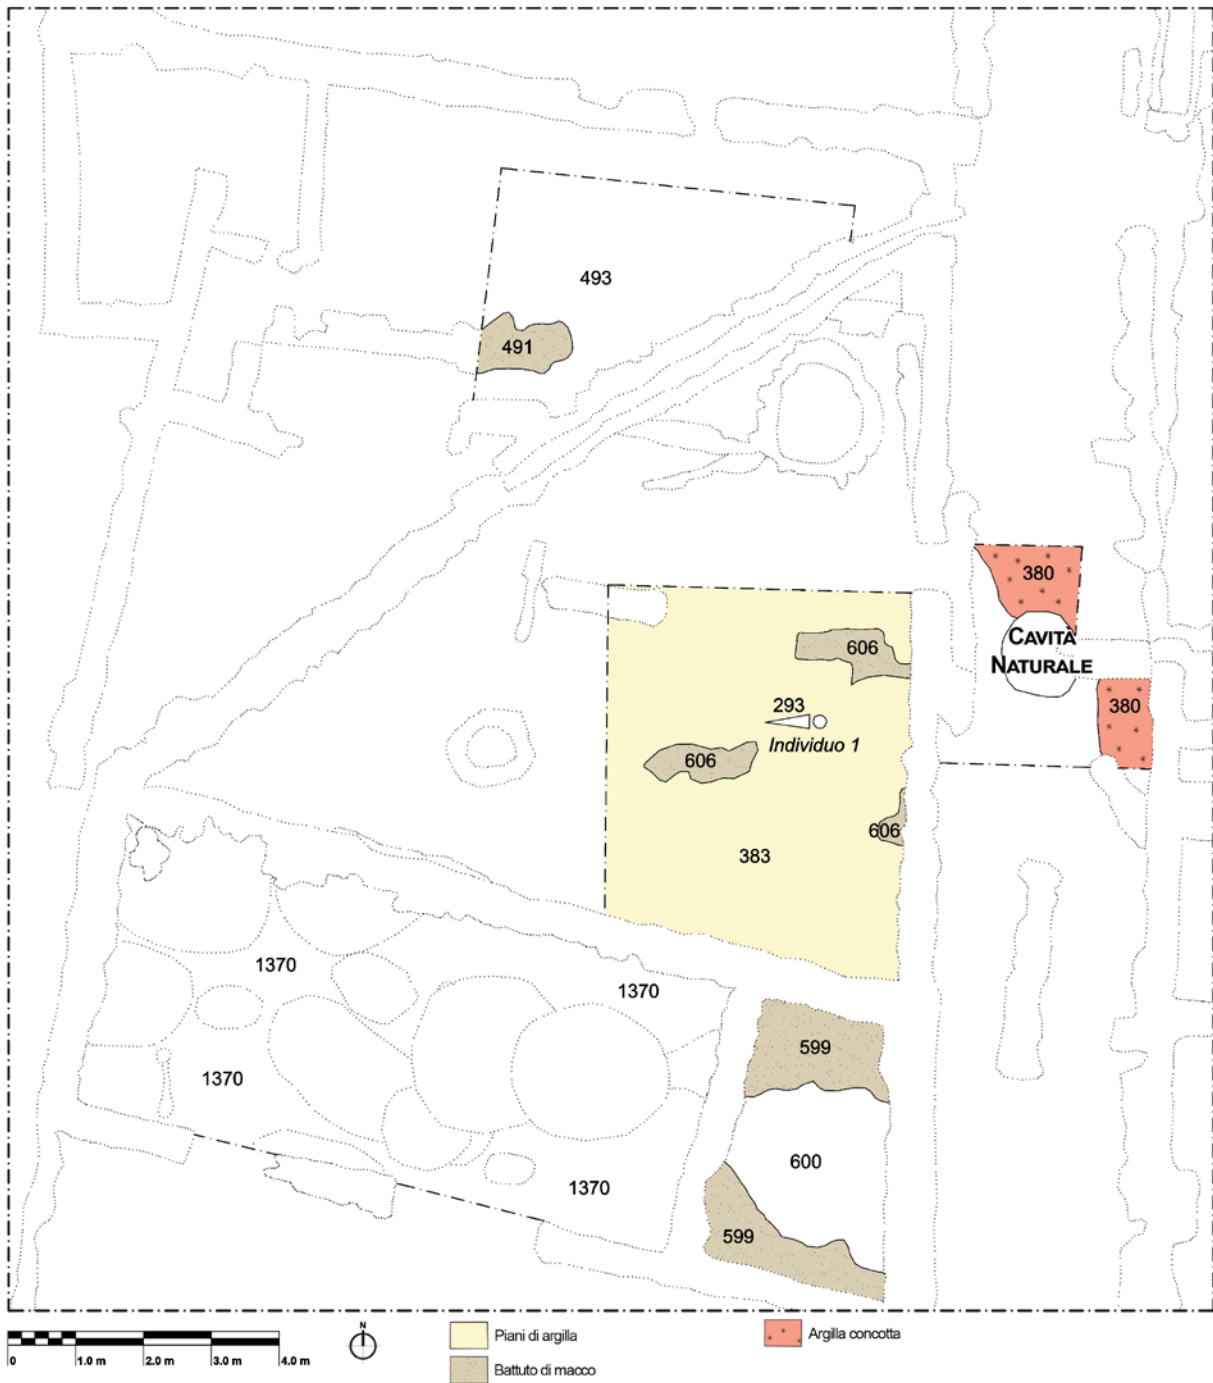 493
491
380
CAVITÀ
NATURALE
606
293
380
Individuo 1
606
606
383
1370
1370
599
1370
600
1370
599
N
0 1.0 m 2.0 m 3.0 m 4.0 m
Piani di argilla
Argilla concotta
Battuto di macco